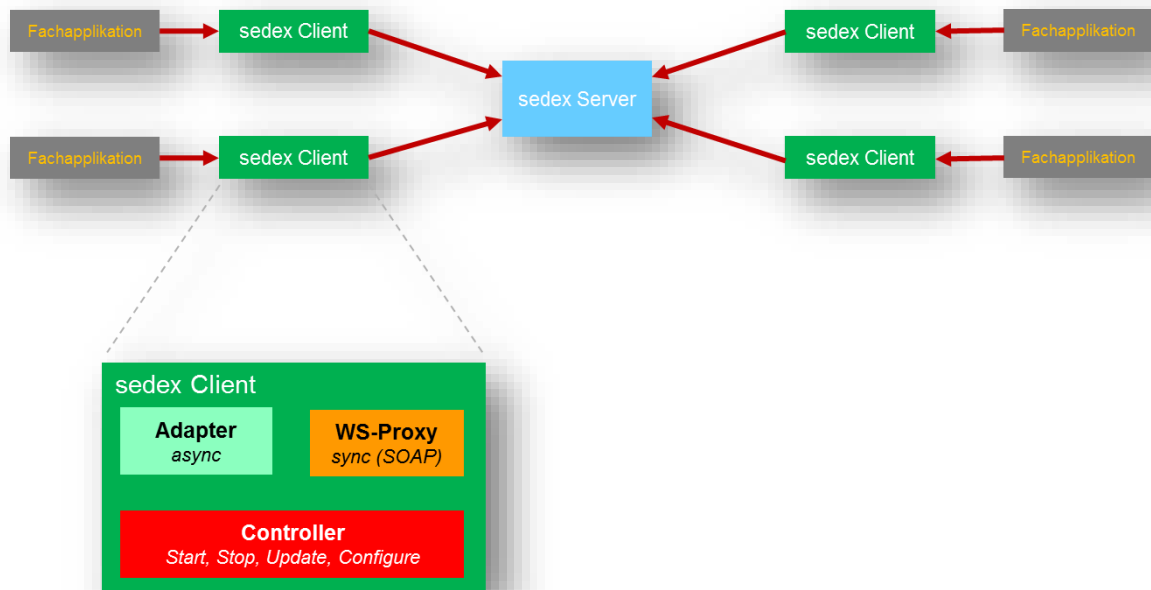 Fachapplikation
sedex Client
sedex Client
Fachapplikation
sedex Server
Fachapplikation
sedex Client
sedex Client
Fachapplikation
sedex Client
Adapter
async
WS-Proxy
sync (SOAP)
Controller
Start, Stop, Update, Configure